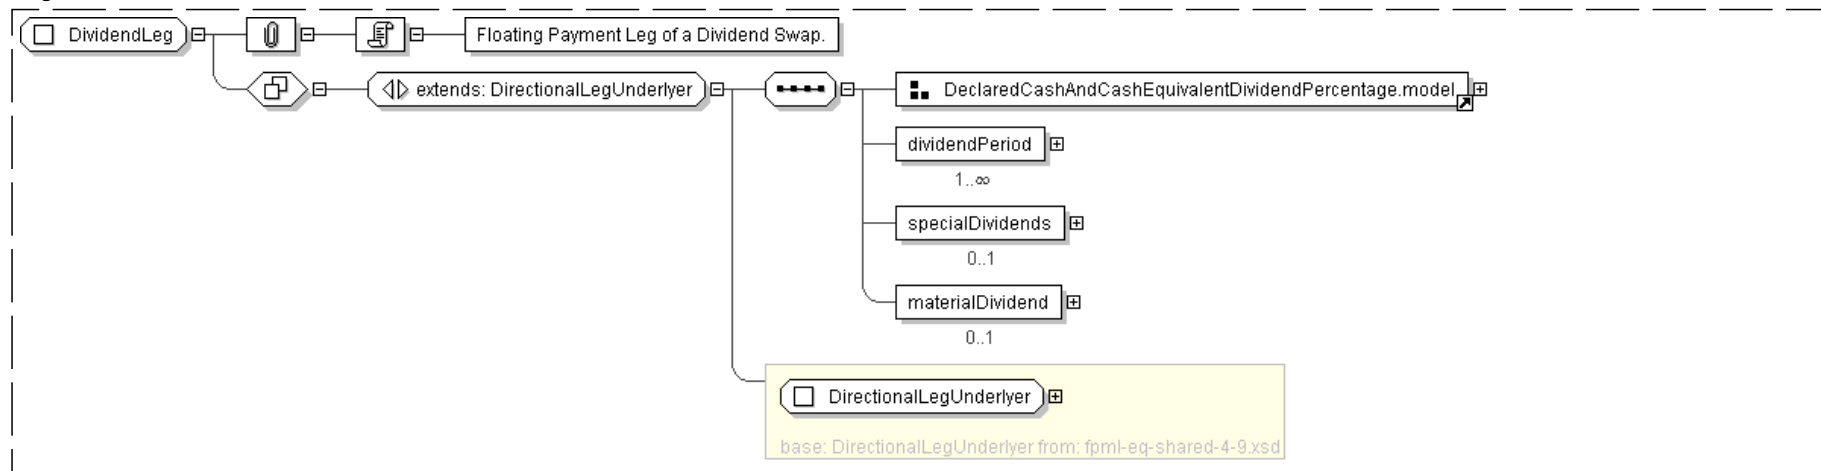 DividendLeg
Floating Payment Leg of a Dividend Swap.
extends: DirectionalLegUnderlyer
DeclaredCashAndCashEquivalentDividendPercentage.model
dividendPeriod
1..∞
specialDividends
0..1
materialDividend
0..1
DirectionalLegUnderlyer
base: DirectionalLegUnderlyer from: fpml-eq-shared-4-9.xsd